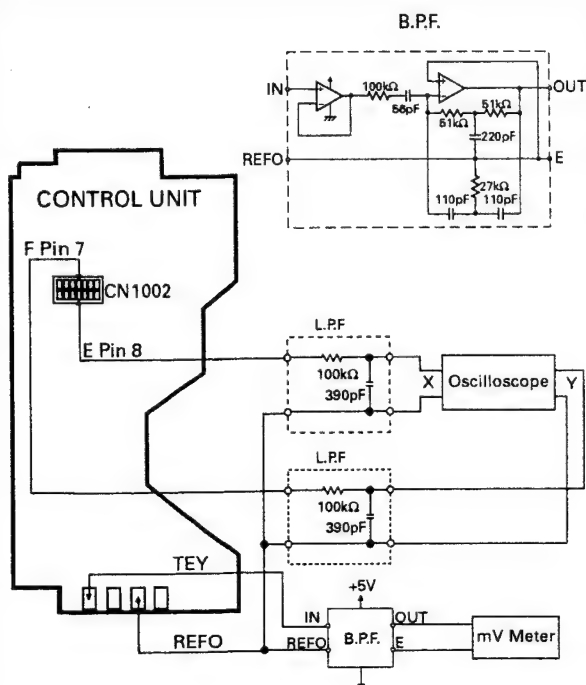 B.P.F.
IN
100kΩ
56pF
51kΩ
51kΩ
220pF
OUT
REFO
E
27kΩ
110pF
110pF
CONTROL UNIT
F Pin 7
CN1002
E Pin 8
L.P.F
100kΩ
390pF
X
Oscilloscope
Y
L.P.F
100kΩ
390pF
TEY
+5V
IN
OUT
REFO
B.P.F.
E
mV Meter
REFO